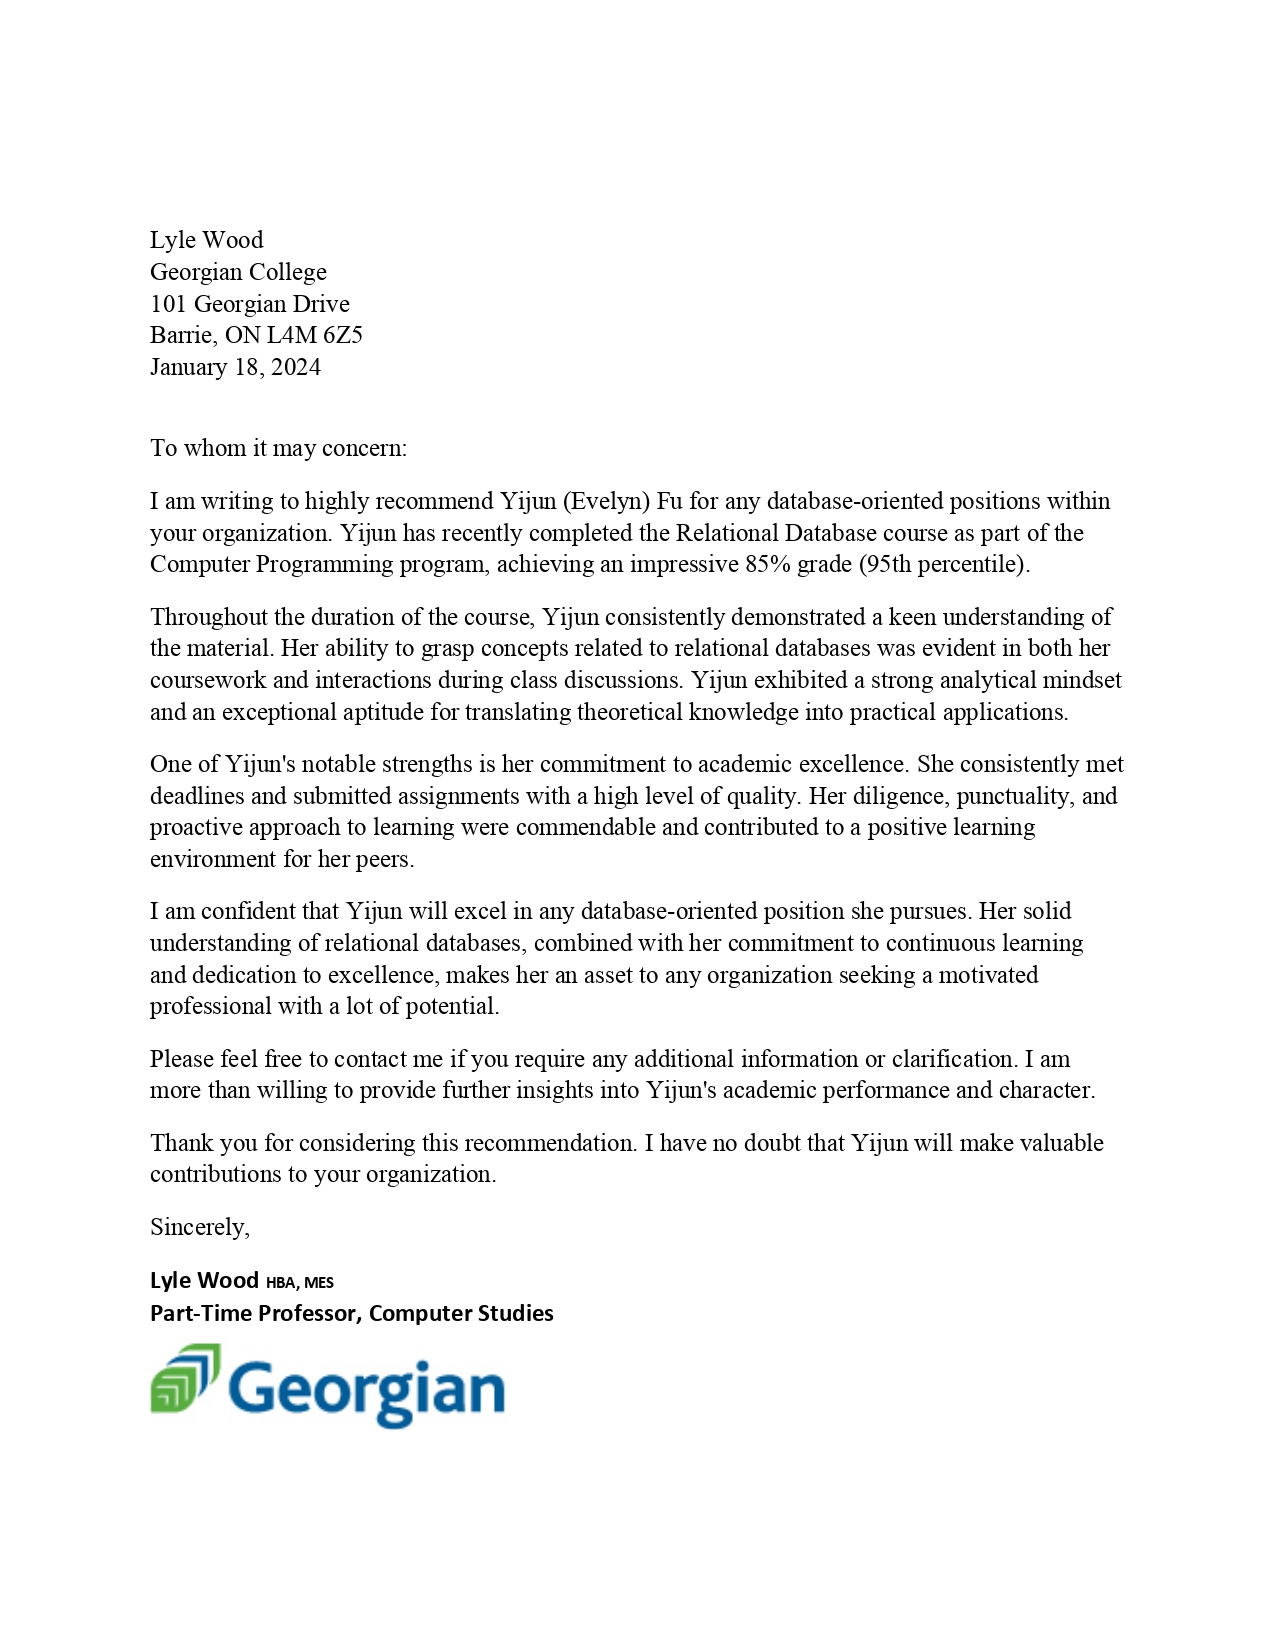 Lyle Wood
Georgian College
101 Georgian Drive
Barrie, ON L4M 6Z5
January 18, 2024
To whom it may concern:
I am writing to highly recommend Yijun (Evelyn) Fu for any database-oriented positions within
your organization. Yijun has recently completed the Relational Database course as part of the
Computer Programming program, achieving an impressive 85% grade (95th percentile).
Throughout the duration of the course, Yijun consistently demonstrated a keen understanding of
the material. Her ability to grasp concepts related to relational databases was evident in both her
coursework and interactions during class discussions. Yijun exhibited a strong analytical mindset
and an exceptional aptitude for translating theoretical knowledge into practical applications.
One of Yijun's notable strengths is her commitment to academic excellence. She consistently met
deadlines and submitted assignments with a high level of quality. Her diligence, punctuality, and
proactive approach to learning were commendable and contributed to a positive learning
environment for her peers.
I am confident that Yijun will excel in any database-oriented position she pursues. Her solid
understanding of relational databases, combined with her commitment to continuous learning
and dedication to excellence, makes her an asset to any organization seeking a motivated
professional with a lot of potential.
Please feel free to contact me if you require any additional information or clarification. I am
more than willing to provide further insights into Yijun's academic performance and character.
Thank you for considering this recommendation. I have no doubt that Yijun will make valuable
contributions to your organization.
Sincerely,
Lyle Wood HBA, MES
Part-Time Professor, Computer Studies
Georgian